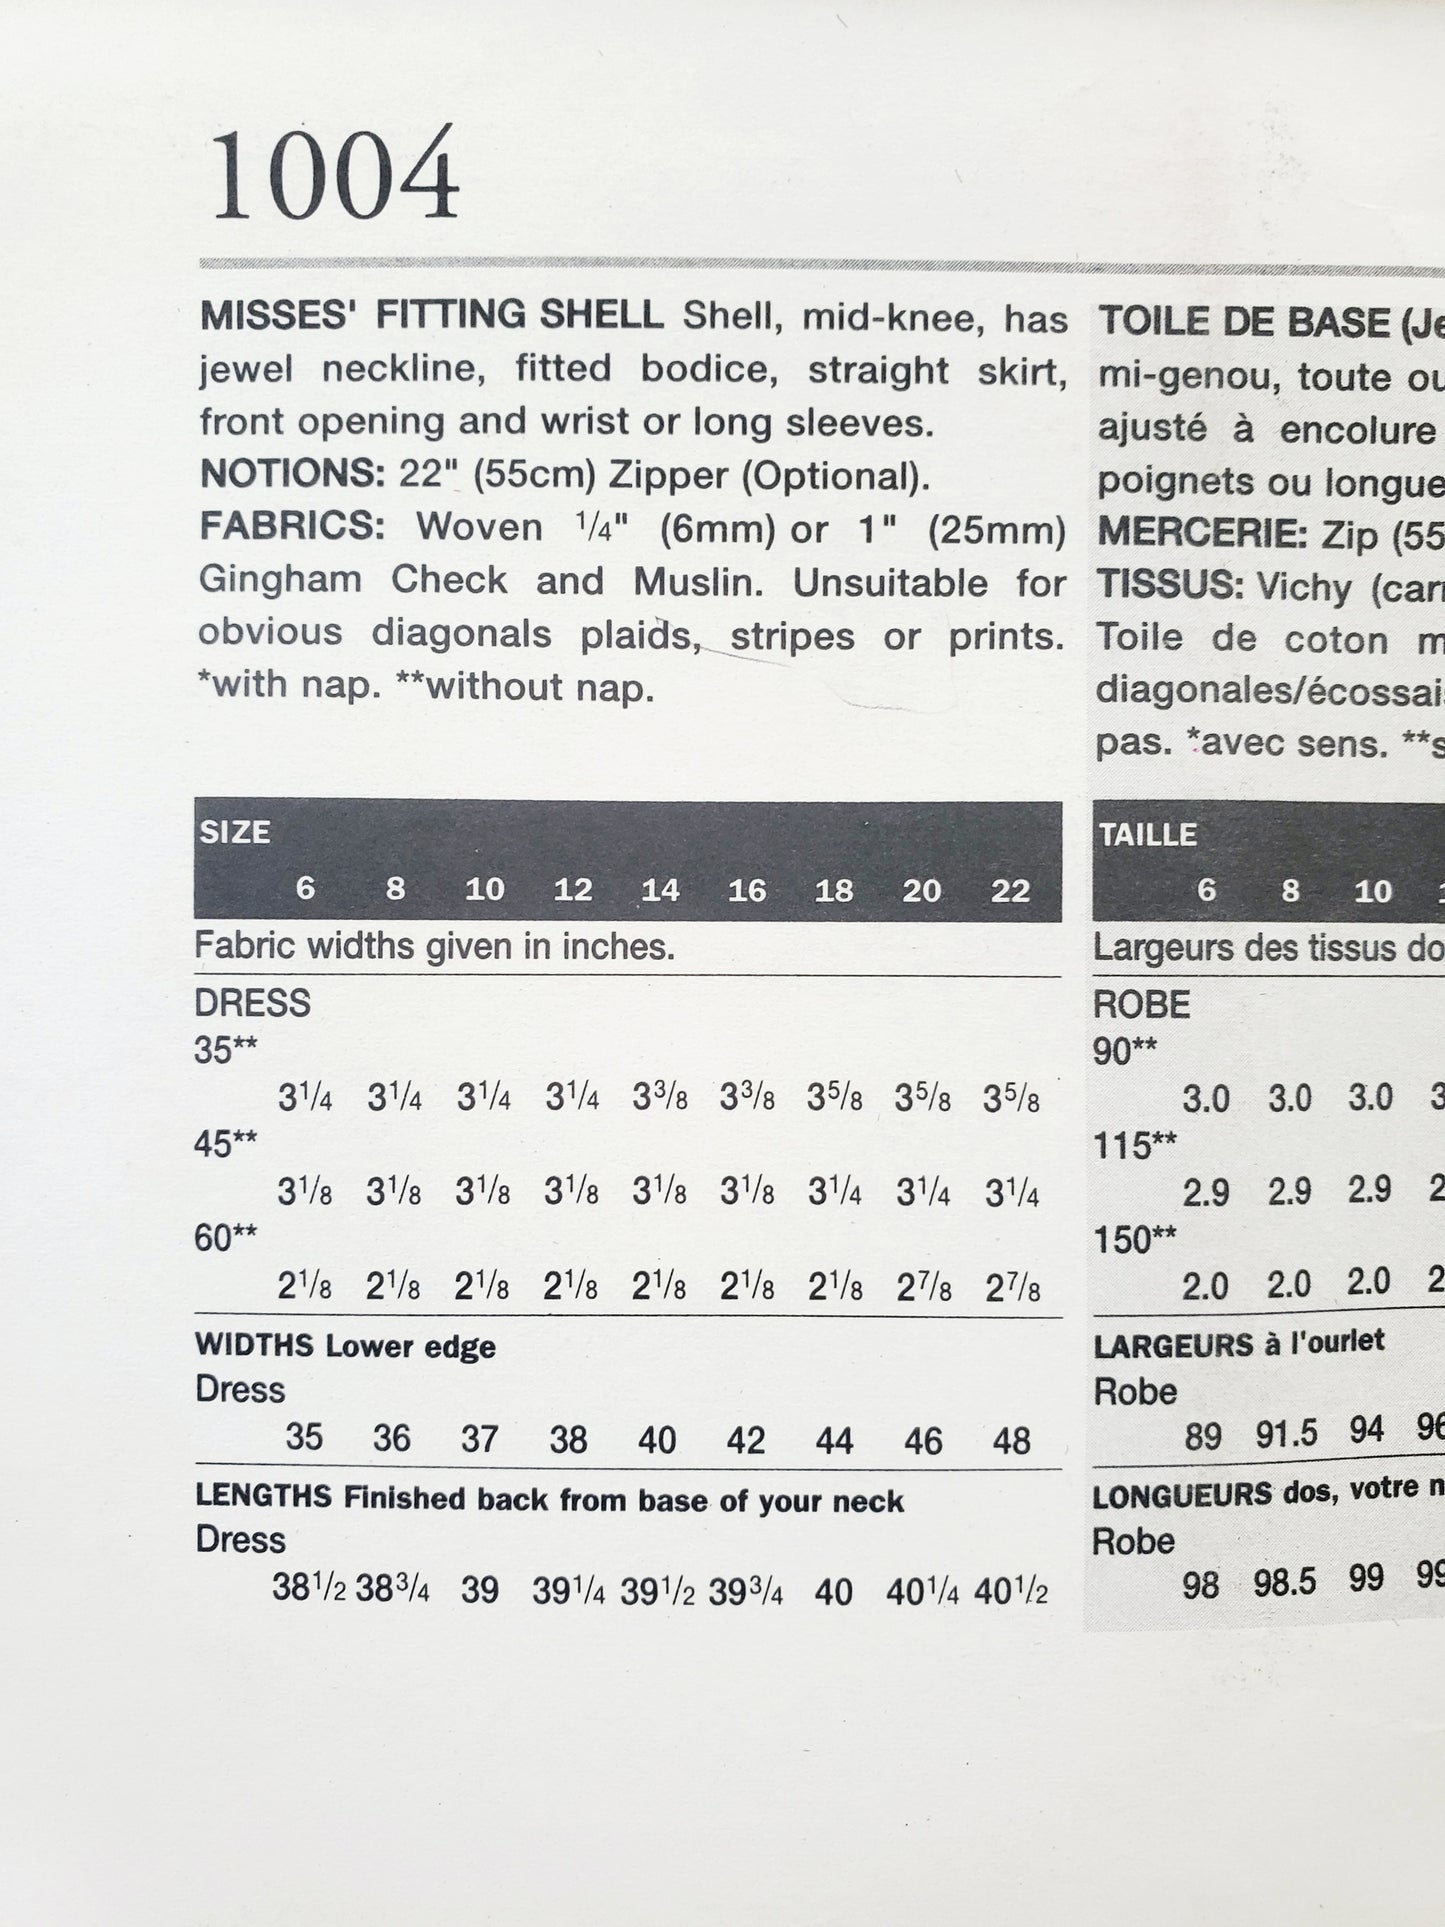 1004
MISSES' FITTING SHELL Shell, mid-knee, has
jewel neckline, fitted bodice, straight skirt,
front opening and wrist or long sleeves.
NOTIONS: 22" (55cm) Zipper (Optional).
FABRICS: Woven 1/4" (6mm) or 1" (25mm)
Gingham Check and Muslin. Unsuitable for
obvious diagonals plaids, stripes or prints.
*with nap. **without nap.
SIZE
6 8 10 12 14 16 18 20 22
Fabric widths given in inches.
DRESS
35**
3 1/4 3 1/4 3 1/4 3 1/4 3 3/8 3 3/8 3 5/8 3 5/8 3 5/8
45**
3 1/8 3 1/8 3 1/8 3 1/8 3 1/8 3 1/8 3 1/4 3 1/4 3 1/4
60**
2 1/8 2 1/8 2 1/8 2 1/8 2 1/8 2 1/8 2 1/8 2 7/8 2 7/8
WIDTHS Lower edge
Dress
35 36 37 38 40 42 44 46 48
LENGTHS Finished back from base of your neck
Dress
38 1/2 38 3/4 39 39 1/4 39 1/2 39 3/4 40 40 1/4 40 1/2
TOILE DE BASE
mi-genou, toute
ajusté à encolure
poignets ou
MERCERIE: Zip
TISSUS: Vichy
Toile de coton
pas. *avec sens.
TAILLE
6 8 10
Largeurs des tissus
ROBE
90**
3.0 3.0 3.0
115**
2.9 2.9 2.9
150**
2.0 2.0 2.0
LARGEURS à l'ourlet
Robe
89 91.5 94
LONGUEURS dos, votre
Robe
98 98.5 99